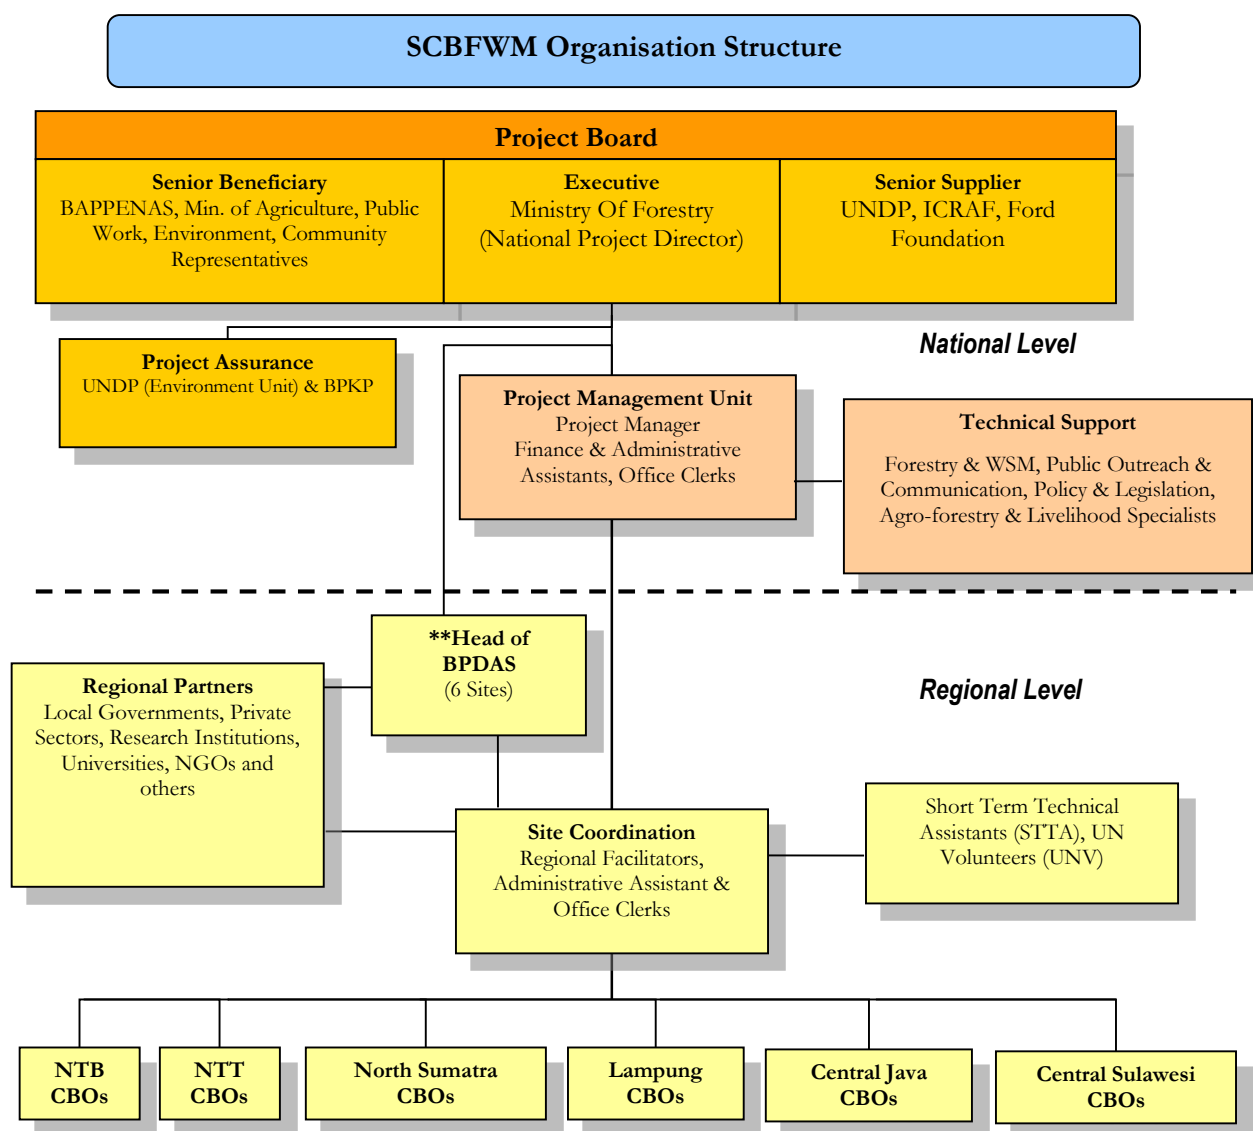 SCBFWM Organisation Structure
Project Board
Senior Beneficiary
BAPPENAS, Min. of Agriculture, Public
Work, Environment, Community
Representatives
Executive
Ministry Of Forestry
(National Project Director)
Senior Supplier
UNDP, ICRAF, Ford
Foundation
National Level
Project Assurance
UNDP (Environment Unit) & BPKP
Project Management Unit
Project Manager
Finance & Administrative
Assistants, Office Clerks
Technical Support
Forestry & WSM, Public Outreach &
Communication, Policy & Legislation,
Agro-forestry & Livelihood Specialists
**Head of
BPDAS
(6 Sites)
Regional Level
Regional Partners
Local Governments, Private
Sectors, Research Institutions,
Universities, NGOs and
others
Site Coordination
Regional Facilitators,
Administrative Assistant &
Office Clerks
Short Term Technical
Assistants (STTA), UN
Volunteers (UNV)
NTB
CBOs
NTT
CBOs
North Sumatra
CBOs
Lampung
CBOs
Central Java
CBOs
Central Sulawesi
CBOs